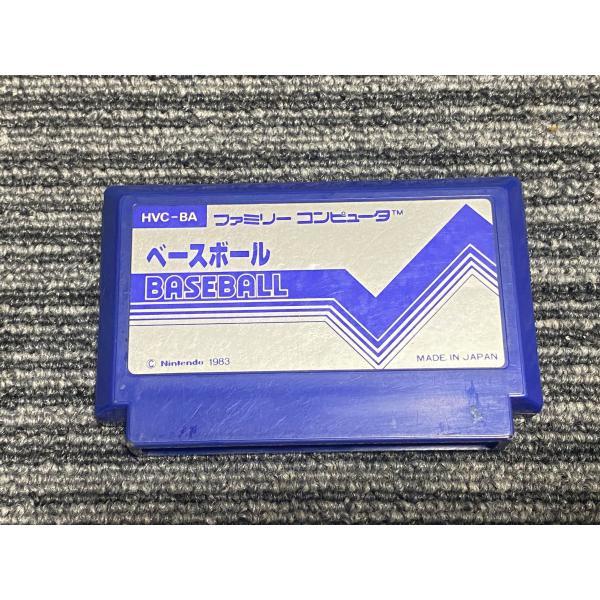 HVC-BA ファミリー コンピュータ™
ベースボール
BASEBALL
© Nintendo 1983
MADE IN JAPAN